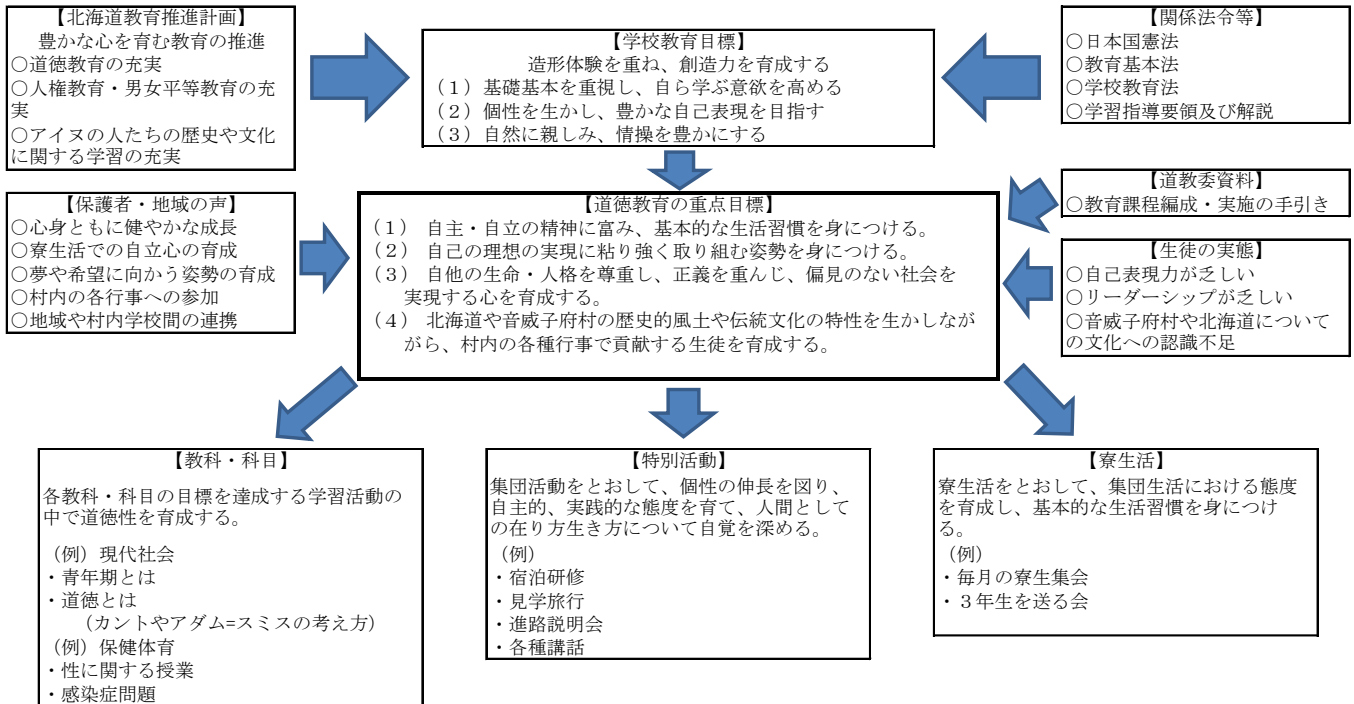 【北海道教育推進計画】
豊かな心を育む教育の推進
○道徳教育の充実
○人権教育・男女平等教育の充
実
○アイヌの人たちの歴史や文化
に関する学習の充実
【学校教育目標】
造形体験を重ね、創造力を育成する
(1)基礎基本を重視し、自ら学ぶ意欲を高める
(2)個性を生かし、豊かな自己表現を目指す
(3)自然に親しみ、情操を豊かにする
【関係法令等】
○日本国憲法
○教育基本法
○学校教育法
○学習指導要領及び解説
【保護者・地域の声】
○心身ともに健やかな成長
○寮生活での自立心の育成
○夢や希望に向かう姿勢の育成
○村内の各行事への参加
○地域や村内学校間の連携
【道徳教育の重点目標】
(1) 自主・自立の精神に富み、基本的な生活習慣を身につける。
(2) 自己の理想の実現に粘り強く取り組む姿勢を身につける。
(3) 自他の生命・人格を尊重し、正義を重んじ、偏見のない社会を
実現する心を育成する。
(4) 北海道や音威子府村の歴史的風土や伝統文化の特性を生かしなが
がら、村内の各種行事で貢献する生徒を育成する。
【道教委資料】
○教育課程編成・実施の手引き
【生徒の実態】
○自己表現力が乏しい
○リーダーシップが乏しい
○音威子府村や北海道について
の文化への認識不足
【教科・科目】
各教科・科目の目標を達成する学習活動の
中で道徳性を育成する。
(例)現代社会
・青年期とは
・道徳とは
(カントやアダム=スミスの考え方)
(例)保健体育
・性に関する授業
・感染症問題
【特別活動】
集団活動をとおして、個性の伸長を図り、
自主的、実践的な態度を育て、人間として
の在り方生き方について自覚を深める。
(例)
・宿泊研修
・見学旅行
・進路説明会
・各種講話
【寮生活】
寮生活をとおして、集団生活における態度
を育成し、基本的な生活習慣を身につけ
る。
(例)
・毎月の寮生集会
・3年生を送る会